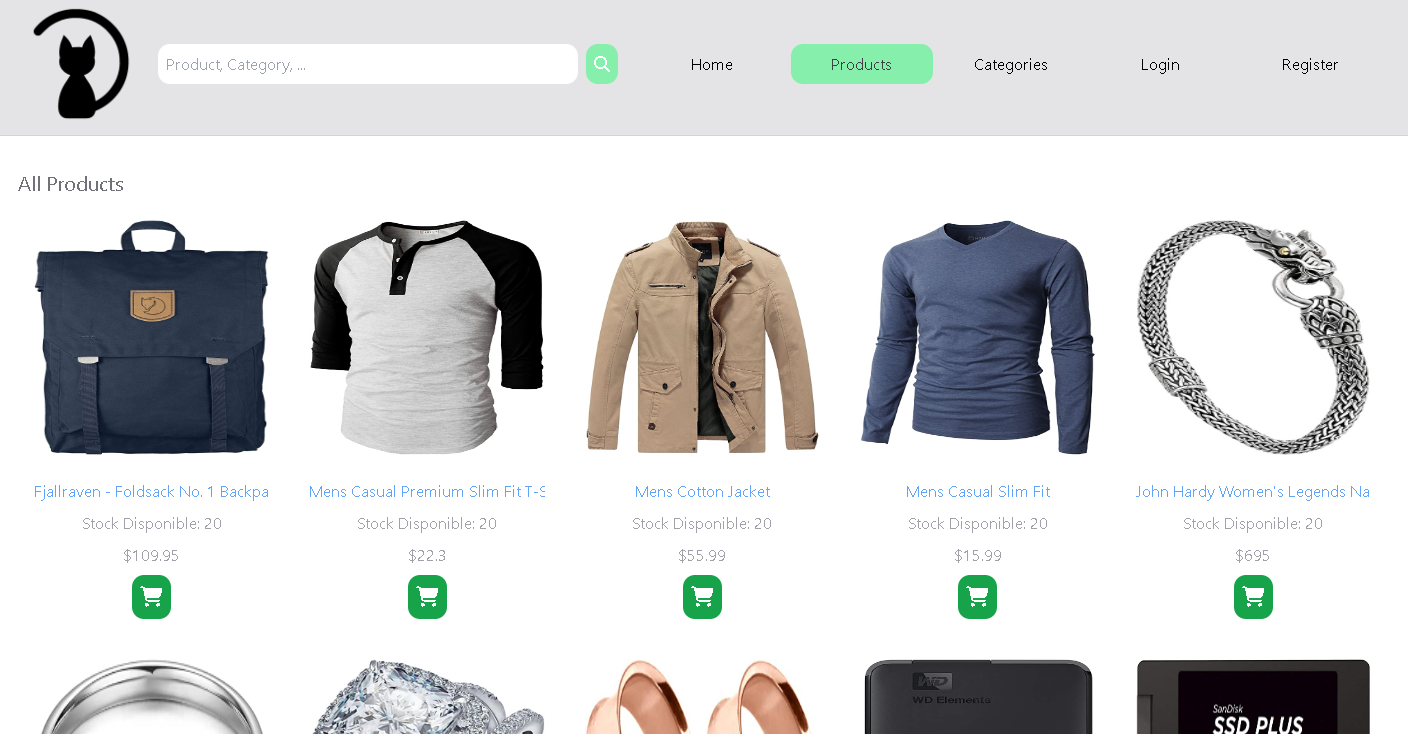 Product, Category, ...
Home
Products
Categories
Login
Register
All Products
Fjallraven - Foldsack No. 1 Backpa
Mens Casual Premium Slim Fit T-S
Mens Cotton Jacket
Mens Casual Slim Fit
John Hardy Women's Legends Na
Stock Disponible: 20
Stock Disponible: 20
Stock Disponible: 20
Stock Disponible: 20
Stock Disponible: 20
$109.95
$22.3
$55.99
$15.99
$695
WD
WD Elements
SanDisk
SSD PLUS